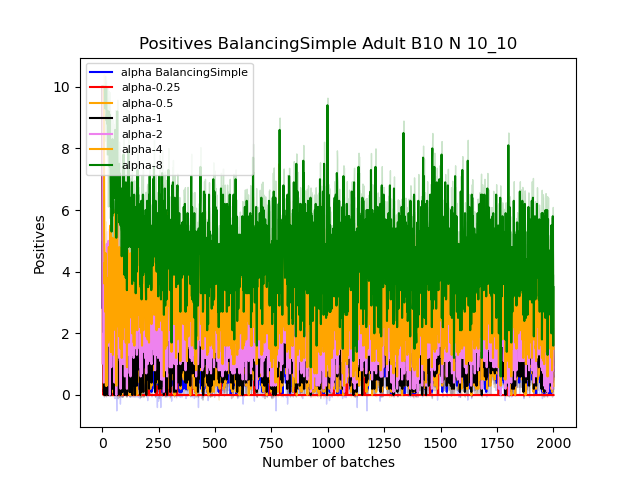 Positives BalancingSimple Adult B10 N 10_10
alpha BalancingSimple
alpha-0.25
alpha-0.5
alpha-1
alpha-2
alpha-4
alpha-8
Positives
10
8
6
4
2
0
0 250 500 750 1000 1250 1500 1750 2000
Number of batches